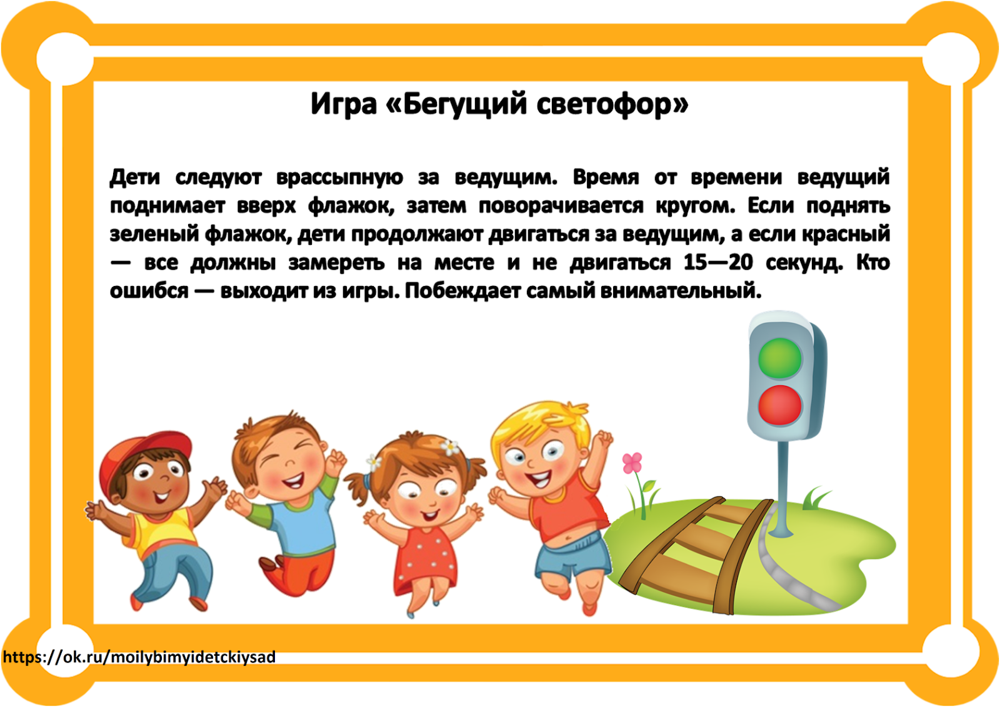 Игра «Бегущий светофор»
Дети следуют врассыпную за ведущим. Время от времени ведущий
поднимает вверх флажок, затем поворачивается кругом. Если поднять
зеленый флажок, дети продолжают двигаться за ведущим, а если красный
— все должны замереть на месте и не двигаться 15—20 секунд. Кто
ошибся — выходит из игры. Побеждает самый внимательный.
https://ok.ru/moilybimyidetckiysad